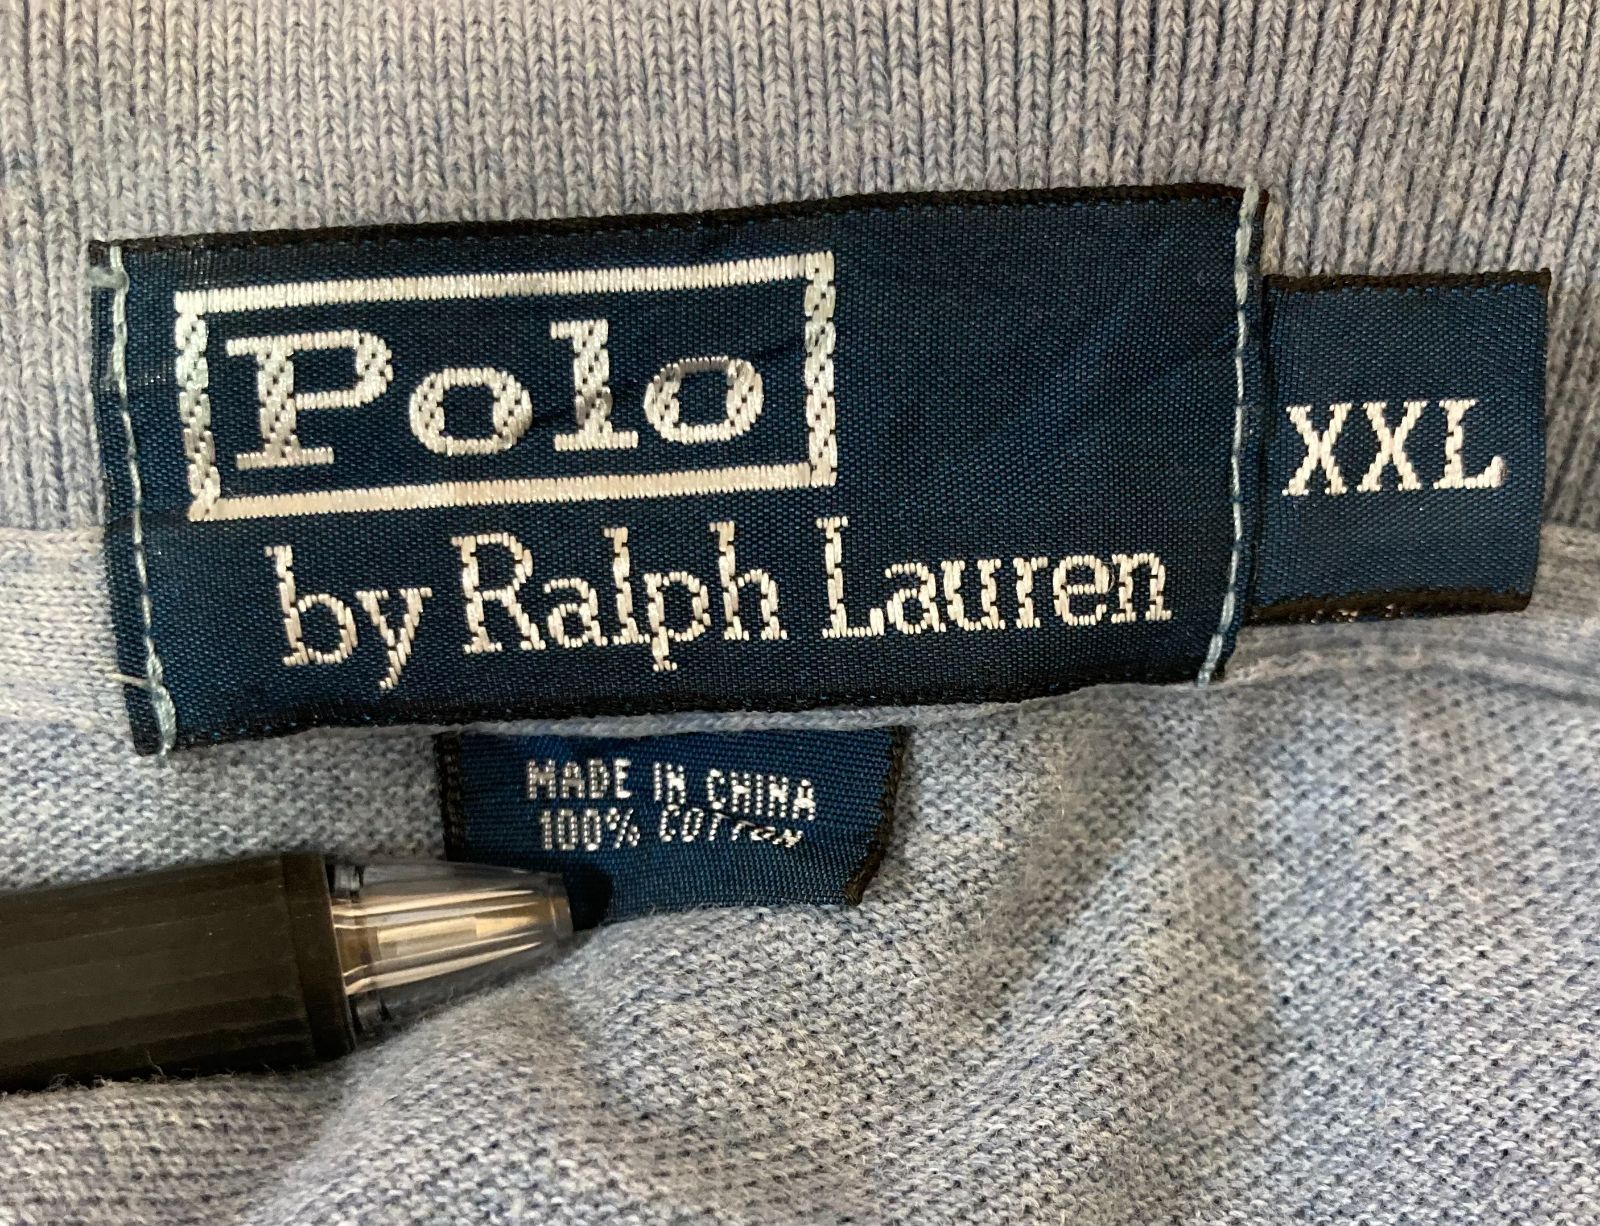 Polo
by Ralph Lauren
XXL
MADE IN CHINA
100% COTTON